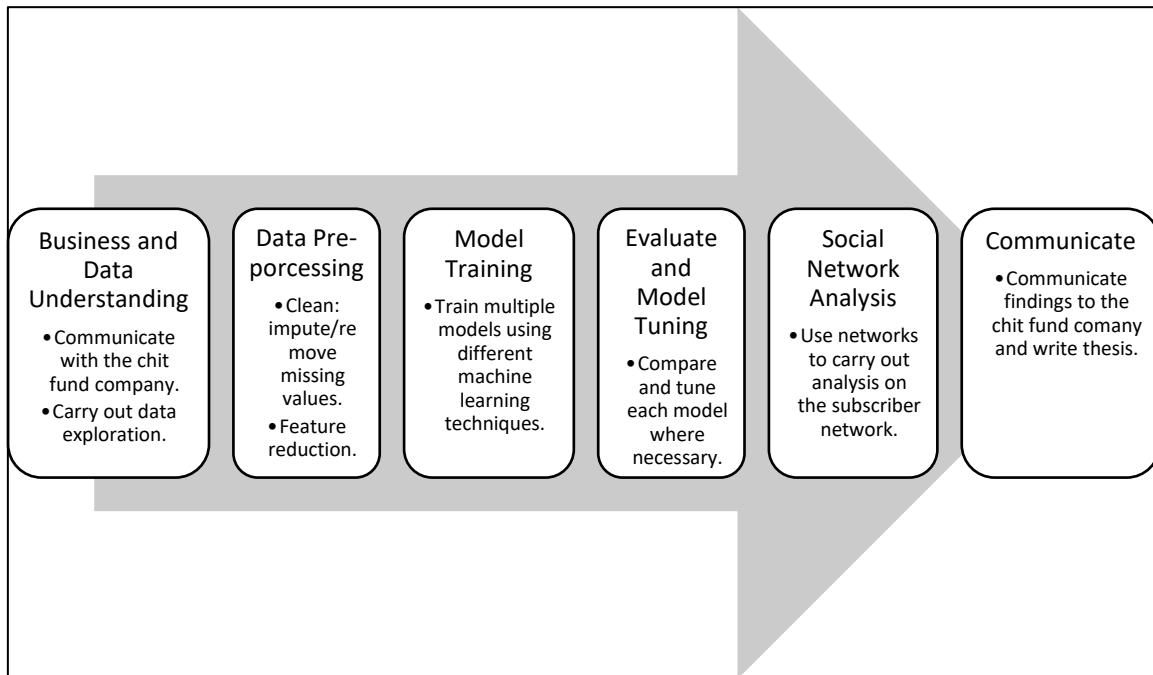 Business and
Data
Understanding
•Communicate
with the chit
fund company.
•Carry out data
exploration.
Data Pre-
porcessing
•Clean:
impute/re
move
missing
values.
•Feature
reduction.
Model
Training
•Train multiple
models using
different
machine
learning
techniques.
Evaluate
and
Model
Tuning
•Compare
and tune
each model
where
necessary.
Social
Network
Analysis
•Use networks
to carry out
analysis on
the subscriber
network.
Communicate
•Communicate
findings to the
chit fund comany
and write thesis.